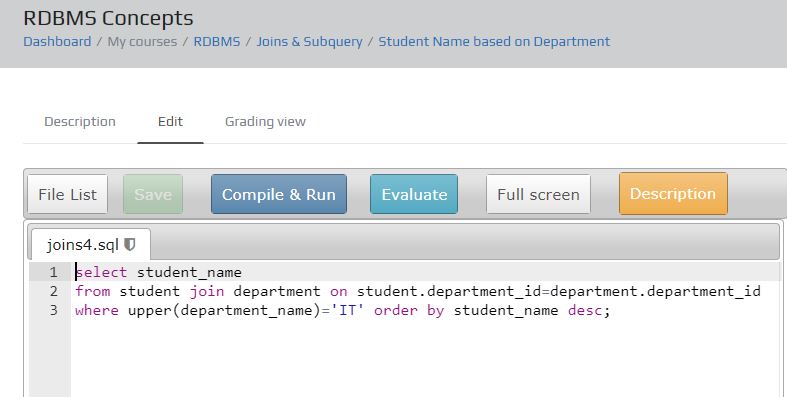 RDBMS Concepts
Dashboard / My courses / RDBMS / Joins & Subquery / Student Name based on Department
Description Edit Grading view
File List Save Compile & Run Evaluate Full screen Description
joins4.sql
1 select student_name
2 from student join department on student.department_id=department.department_id
3 where upper(department_name)='IT' order by student_name desc;